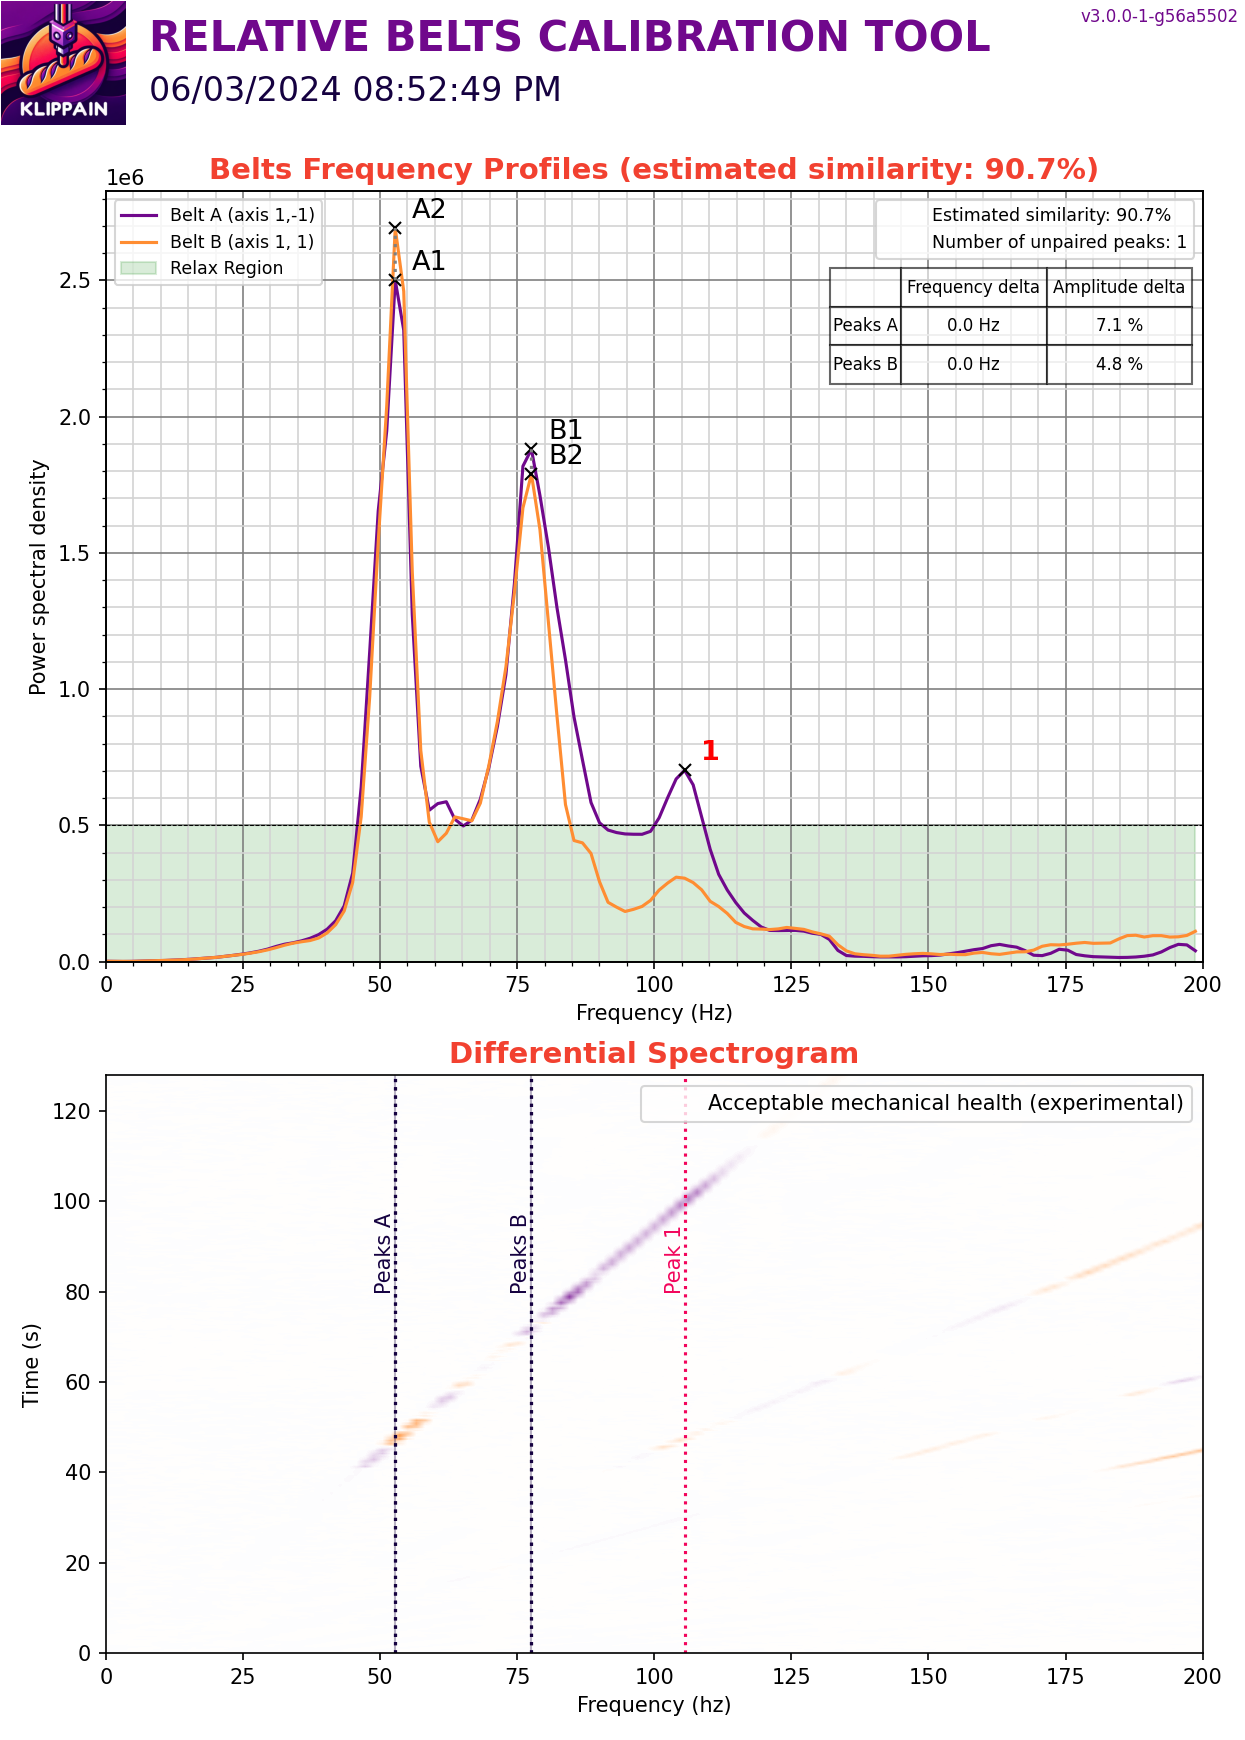 v3.0.0-1-g56a5502
RELATIVE BELTS CALIBRATION TOOL
06/03/2024 08:52:49 PM
KLIPPAIN
Belts Frequency Profiles (estimated similarity: 90.7%)
1e6
Belt A (axis 1,-1)
Belt B (axis 1, 1)
Relax Region
A2
A1
Estimated similarity: 90.7%
Number of unpaired peaks: 1
Frequency delta Amplitude delta
Peaks A 0.0 Hz 7.1 %
Peaks B 0.0 Hz 4.8 %
B1
B2
1
Power spectral density
2.5
2.0
1.5
1.0
0.5
0.0
0 25 50 75 100 125 150 175 200
Frequency (Hz)
Differential Spectrogram
Acceptable mechanical health (experimental)
Peaks A
Peaks B
Peak 1
Time (s)
120
100
80
60
40
20
0
0 25 50 75 100 125 150 175 200
Frequency (hz)